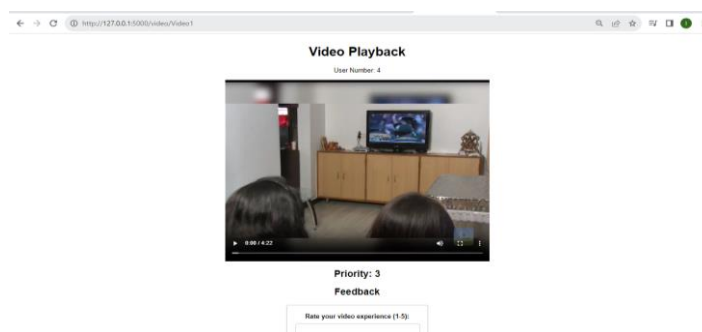 http://127.0.0.1:5000/video/Video1
Video Playback
User Number: 4
0:00 / 4:22
Priority: 3
Feedback
Rate your video experience (1-5):